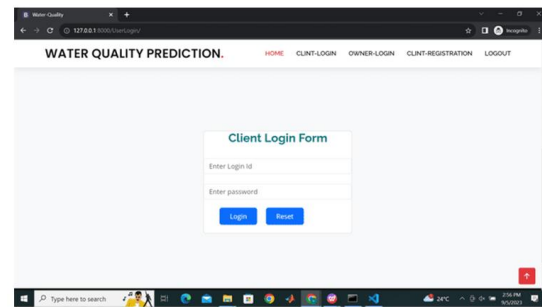 Water-Quality
127.0.0.1:8000/UserLogin/
Incognito
WATER QUALITY PREDICTION.
HOME
CLINT-LOGIN
OWNER-LOGIN
CLINT-REGISTRATION
LOGOUT
Client Login Form
Enter Login Id
Enter password
Login
Reset
Type here to search
24°C
2:56 PM
9/5/2023